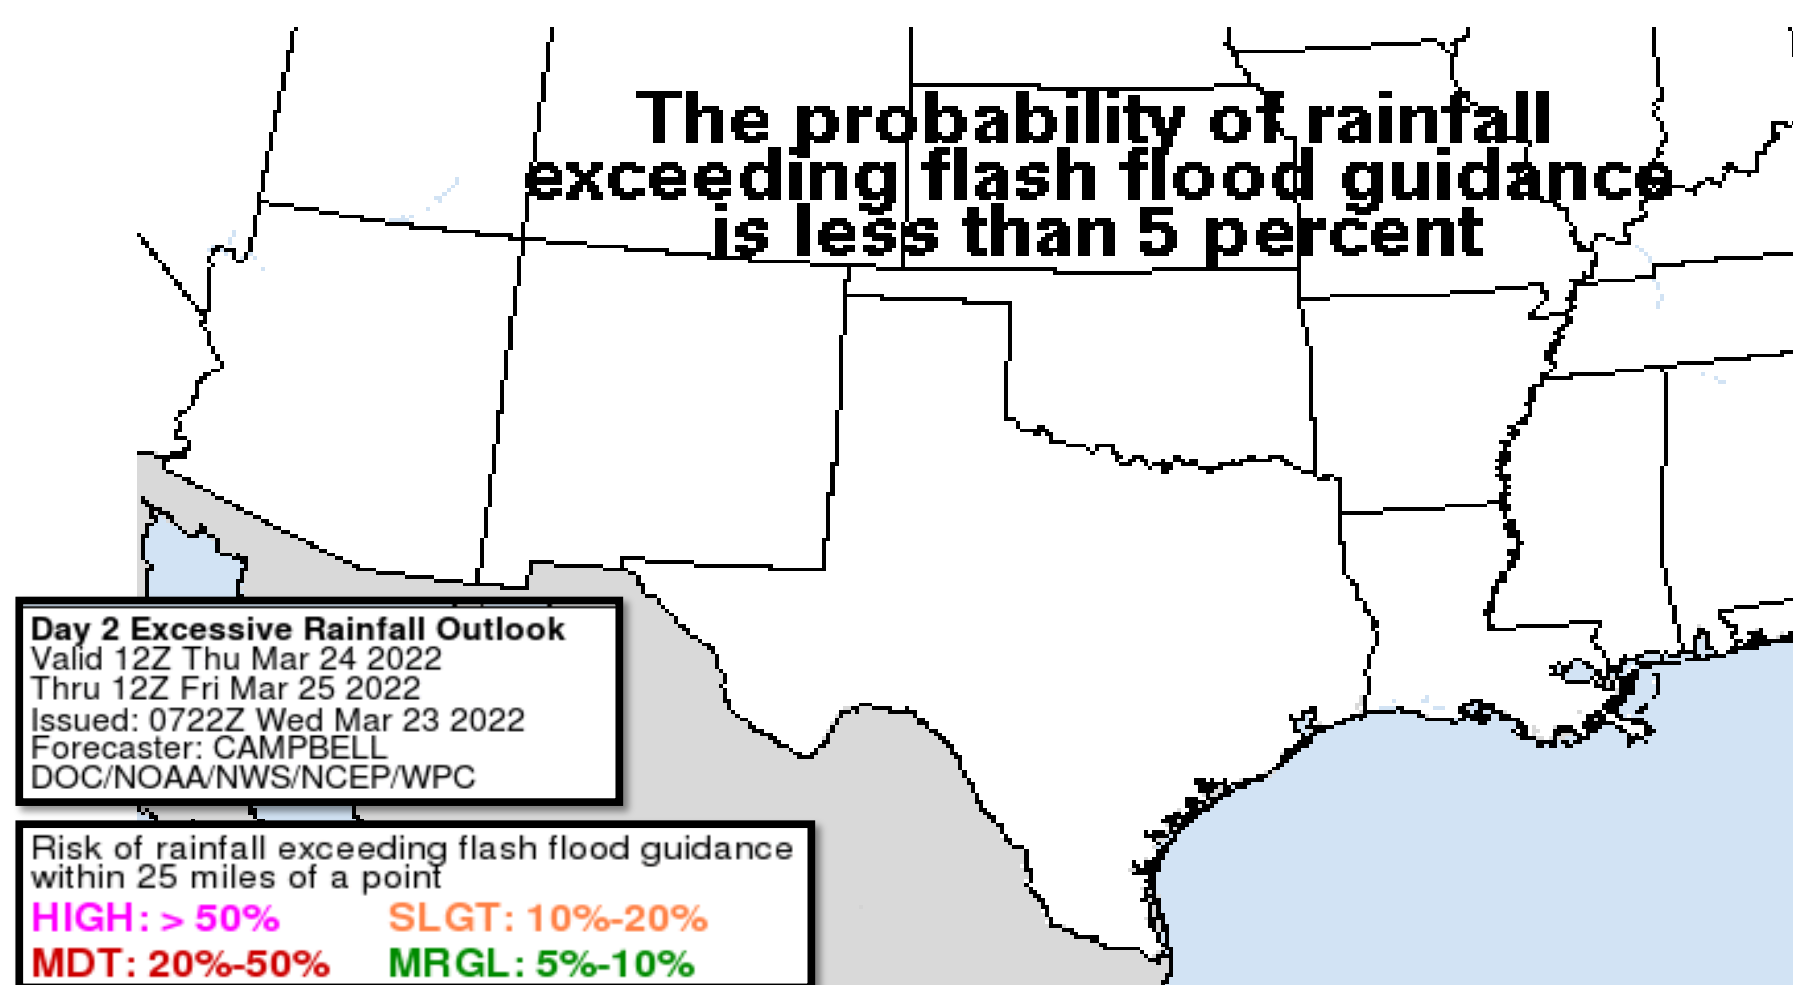 The probability of rainfall
exceeding flash flood guidance
is less than 5 percent
Day 2 Excessive Rainfall Outlook
Valid 12Z Thu Mar 24 2022
Thru 12Z Fri Mar 25 2022
Issued: 0722Z Wed Mar 23 2022
Forecaster: CAMPBELL
DOC/NOAA/NWS/NCEP/WPC
Risk of rainfall exceeding flash flood guidance
within 25 miles of a point
HIGH: > 50% SLGT: 10%-20%
MDT: 20%-50% MRGL: 5%-10%